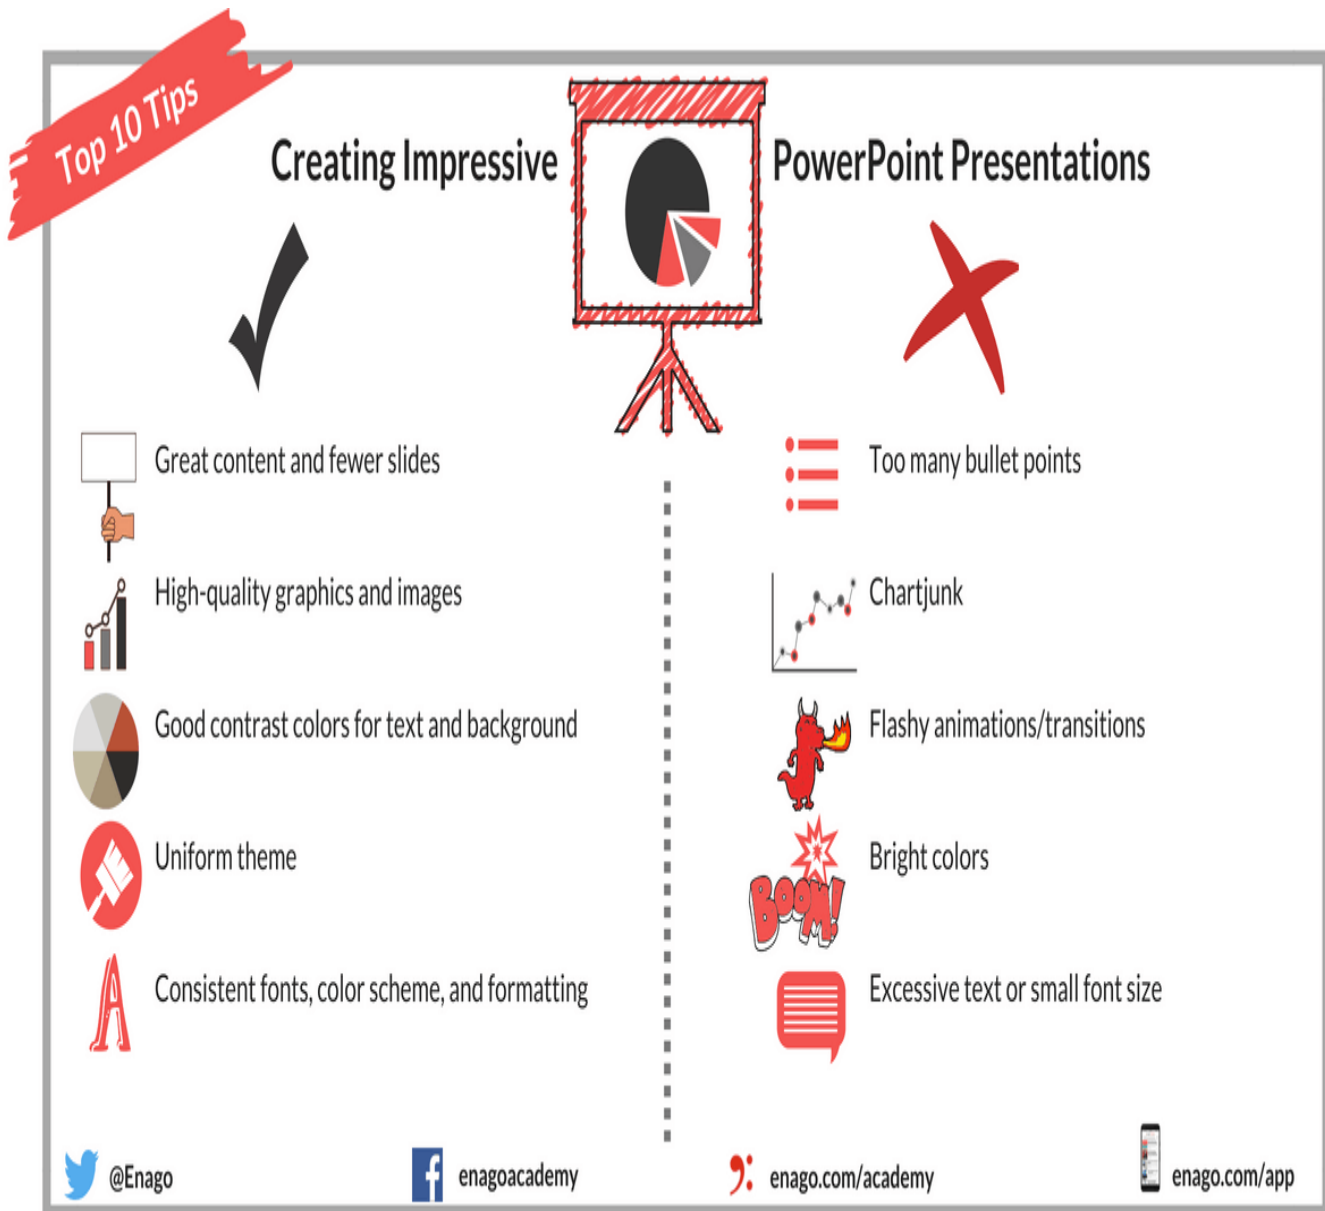 Top 10 Tips
Creating Impressive PowerPoint Presentations
Great content and fewer slides
High-quality graphics and images
Good contrast colors for text and background
Uniform theme
A Consistent fonts, color scheme, and formatting
Too many bullet points
Chartjunk
Flashy animations/transitions
BOOM!
Bright colors
Excessive text or small font size
@Enago
f enagoacademy
enago.com/academy
enago.com/app